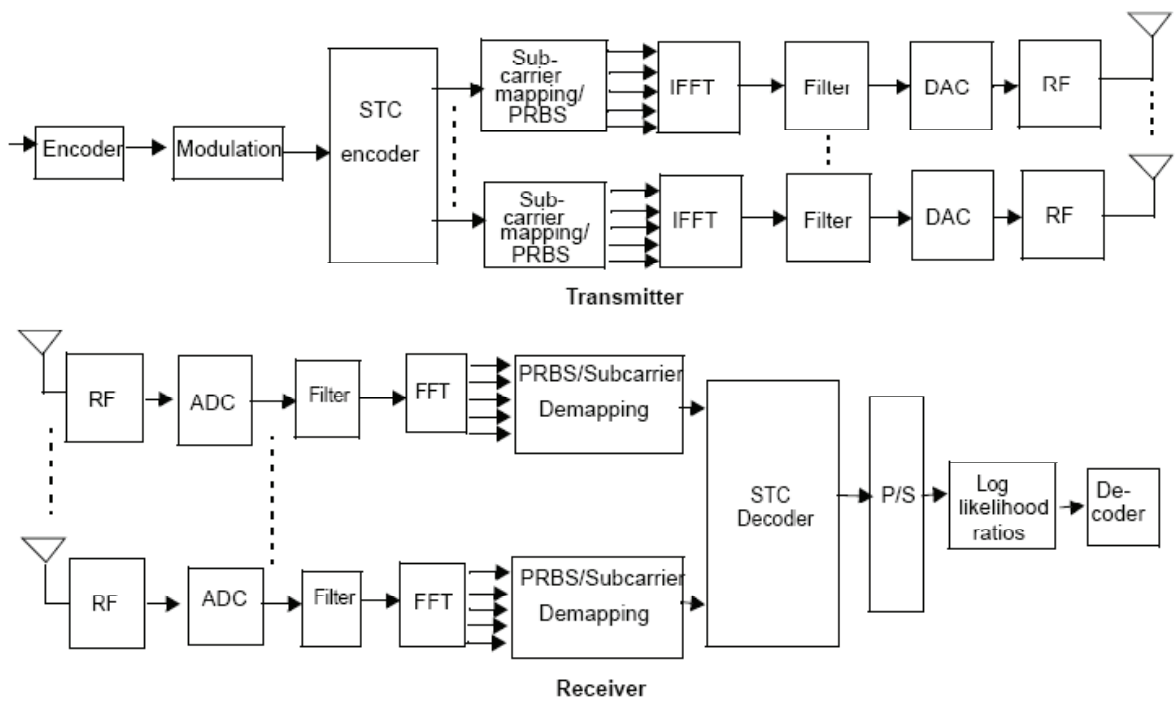 Encoder
Modulation
STC
encoder
Sub-
carrier
mapping/
PRBS
IFFT
Filter
DAC
RF
Sub-
carrier
mapping/
PRBS
IFFT
Filter
DAC
RF
Transmitter
RF
ADC
Filter
FFT
PRBS/Subcarrier
Demapping
RF
ADC
Filter
FFT
PRBS/Subcarrier
Demapping
STC
Decoder
P/S
Log
likelihood
ratios
De-
coder
Receiver